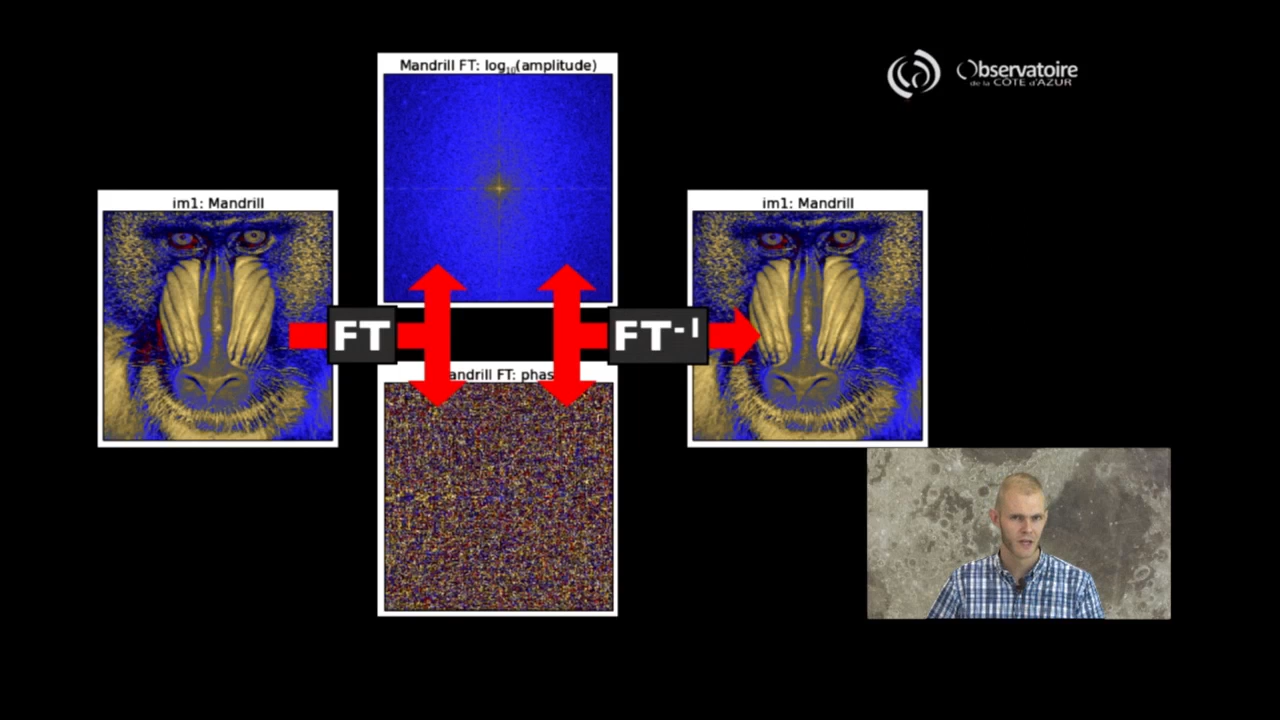 Mandrill FT: log10(amplitude)
Observatoire
de la CÔTE d'AZUR
im1: Mandrill
im1: Mandrill
FT
FT-1
andrill FT: phas